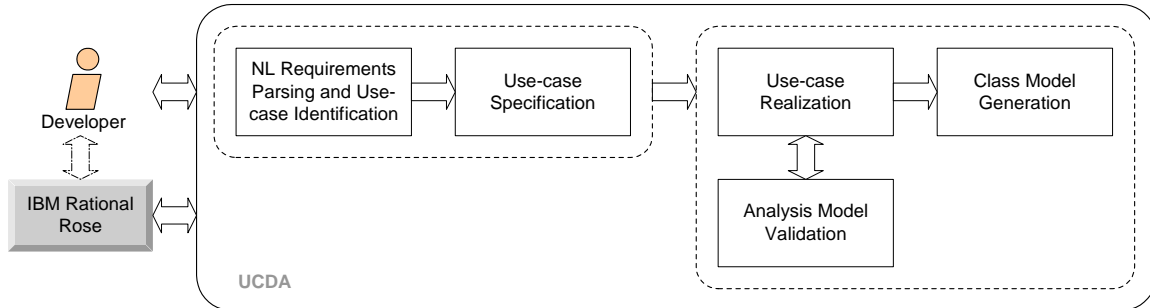 Developer
IBM Rational
Rose
NL Requirements
Parsing and Use-
case Identification
Use-case
Specification
Use-case
Realization
Class Model
Generation
Analysis Model
Validation
UCDA